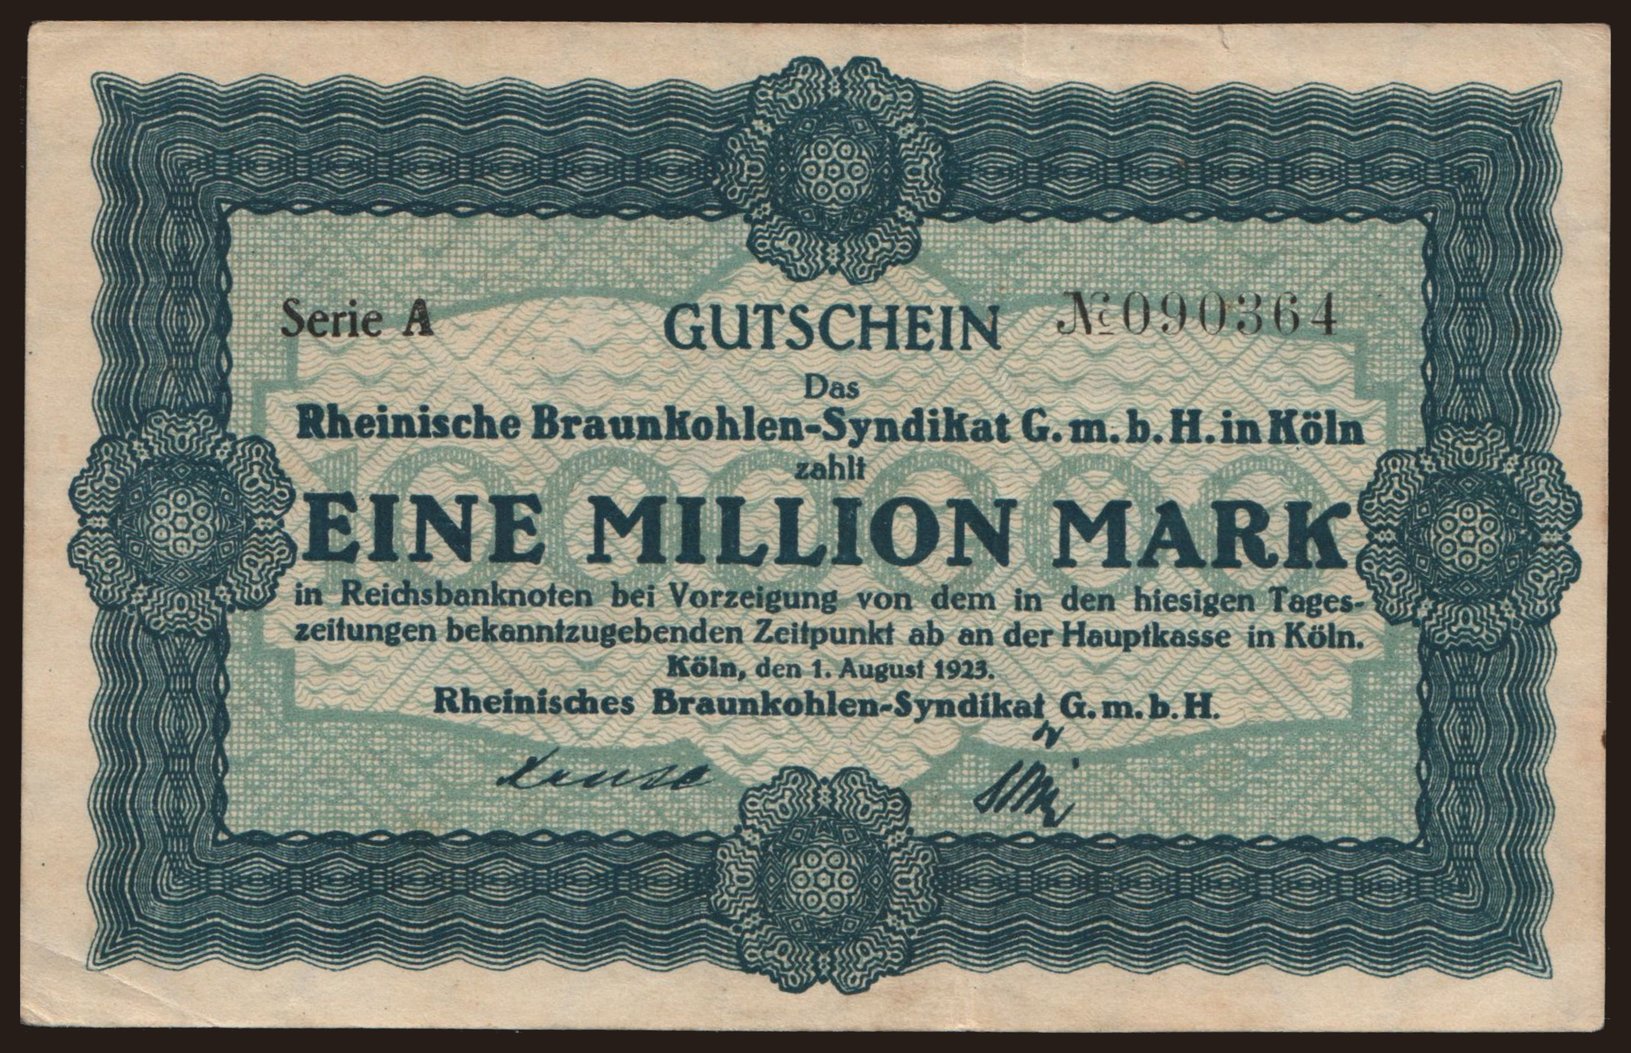 Serie A
GUTSCHEIN
№ 090364
Das
Rheinische Braunkohlen-Syndikat G.m.b.H. in Köln
zahlt
1000000
EINE MILLION MARK
in Reichsbanknoten bei Vorzeigung von dem in den hiesigen Tages-
zeitungen bekanntzugebenden Zeitpunkt ab an der Hauptkasse in Köln.
Köln, den 1. August 1923.
Rheinisches Braunkohlen-Syndikat G.m.b.H.